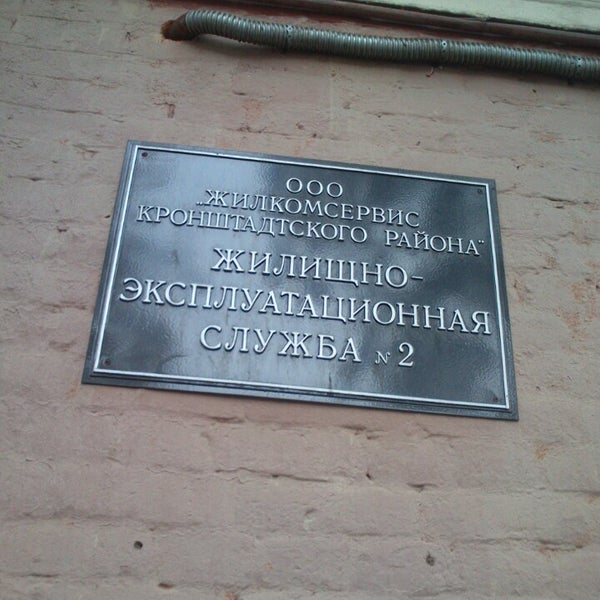 ООО
„ЖИЛКОМСЕРВИС
КРОНШТАДТСКОГО РАЙОНА"
ЖИЛИЩНО-
ЭКСПЛУАТАЦИОННАЯ
СЛУЖБА № 2